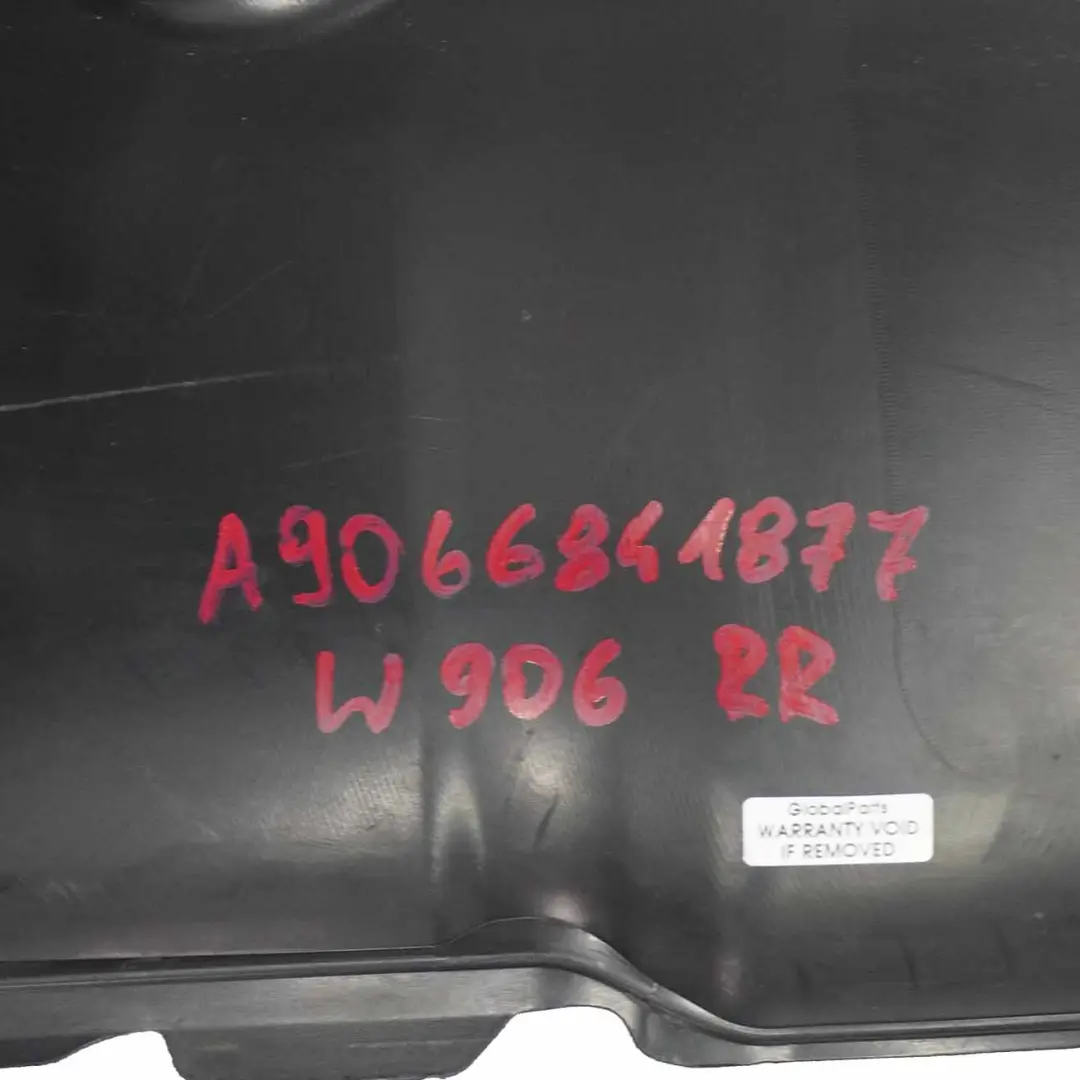 A9066841877
W906 RR
GlobalParts
WARRANTY VOID
IF REMOVED